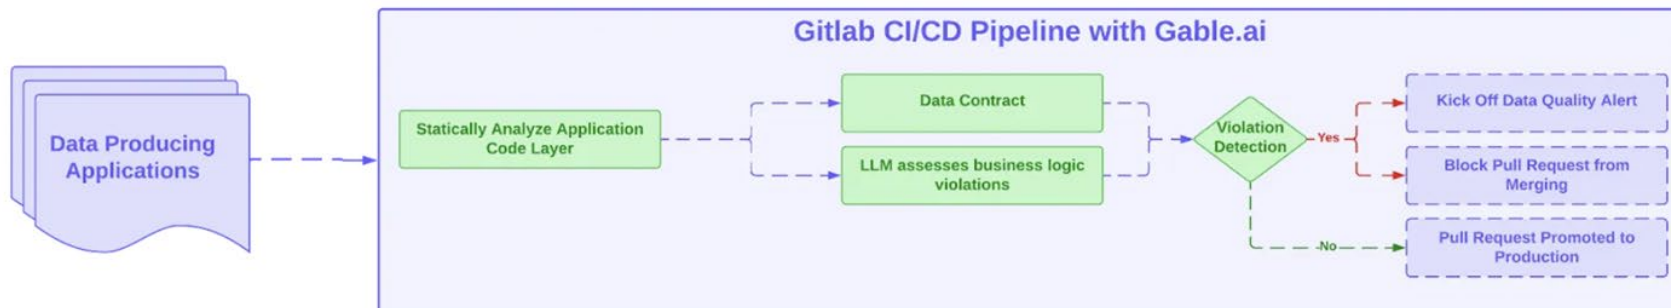 Gitlab CI/CD Pipeline with Gable.ai
Data Producing
Applications
Statically Analyze Application
Code Layer
Data Contract
LLM assesses business logic
violations
Violation
Detection
Yes
Kick Off Data Quality Alert
Block Pull Request from
Merging
No
Pull Request Promoted to
Production